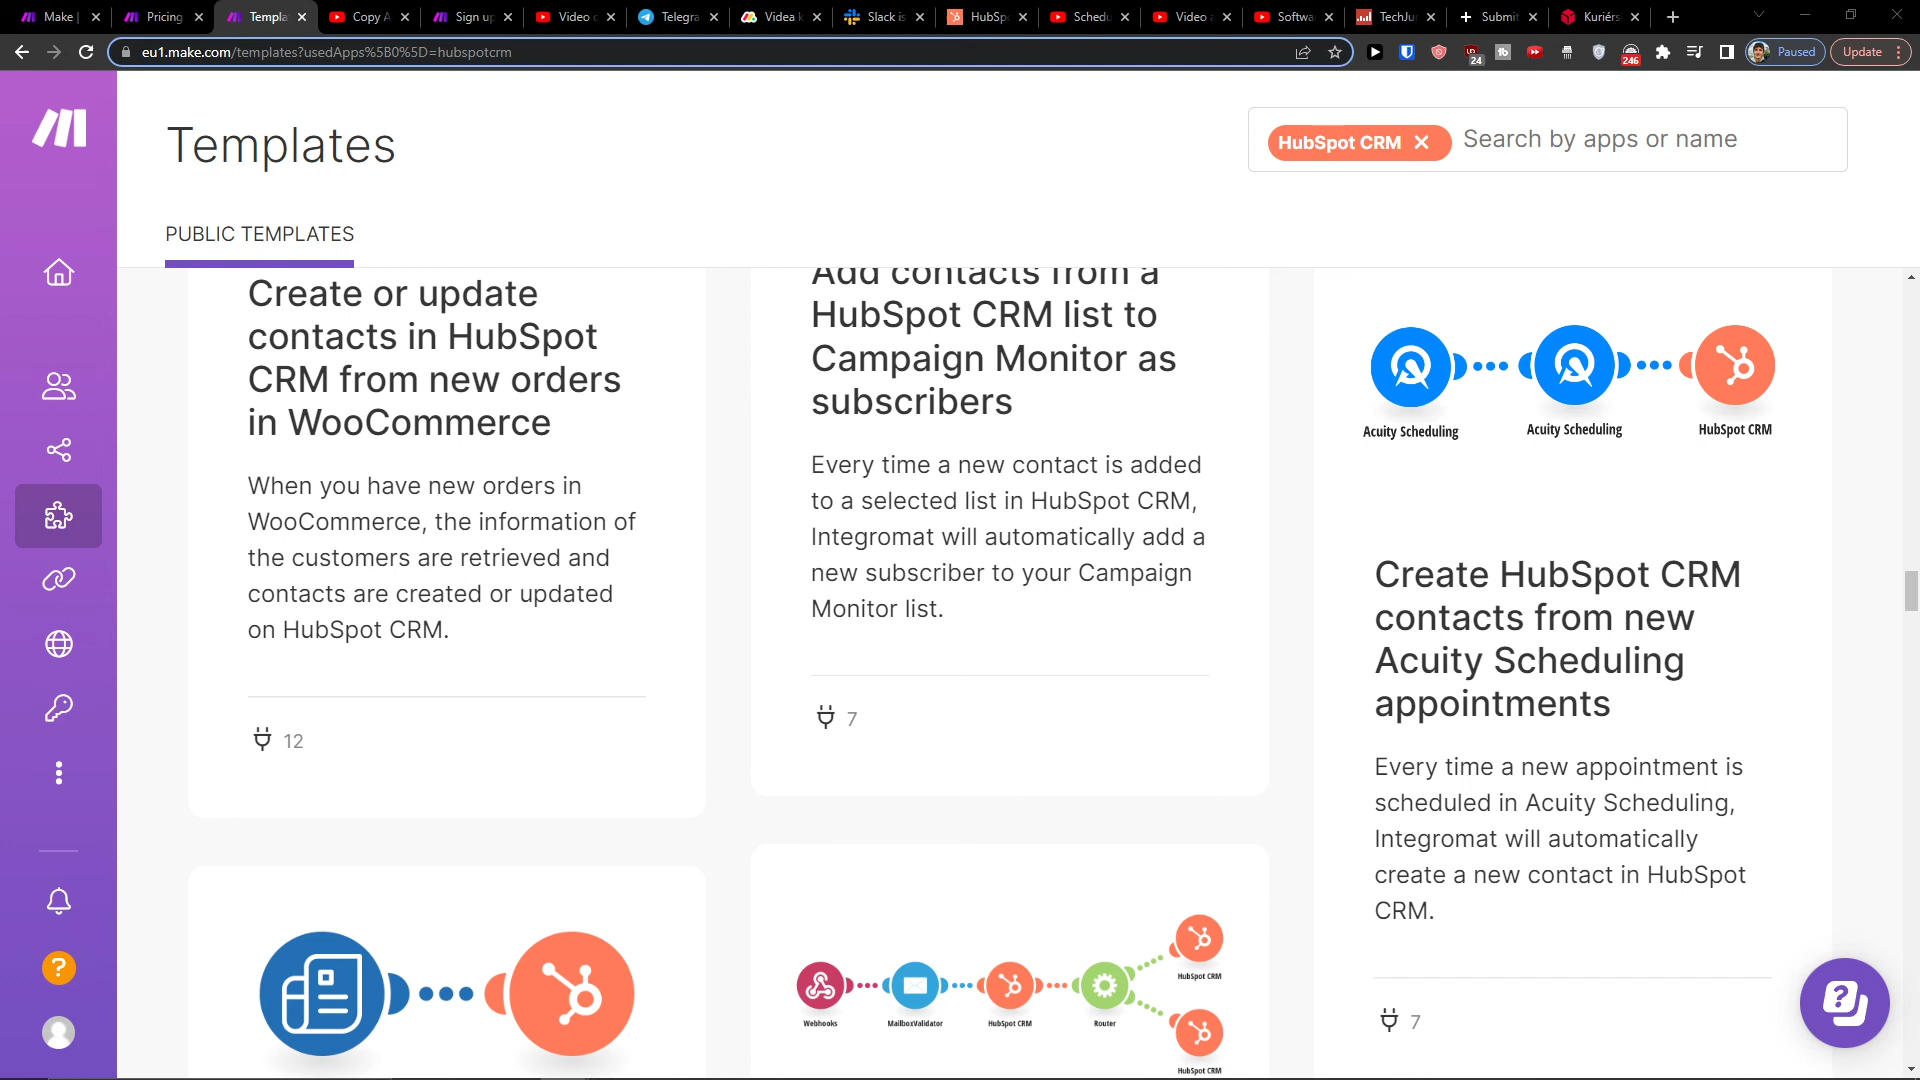 Make |
Pricing
Templa
Copy A
Sign up
Video c
Telegra
Videa k
Slack is
HubSp
Schedu
Video a
Softwa
TechJu
Submit
Kuriérs
eu1.make.com/templates?usedApps%5B0%5D=hubspotcrm
24
246
Paused
Update
Templates
HubSpot CRM
Search by apps or name
PUBLIC TEMPLATES
Create or update
contacts in HubSpot
CRM from new orders
in WooCommerce
When you have new orders in
WooCommerce, the information of
the customers are retrieved and
contacts are created or updated
on HubSpot CRM.
12
Add contacts from a
HubSpot CRM list to
Campaign Monitor as
subscribers
Every time a new contact is added
to a selected list in HubSpot CRM,
Integromat will automatically add a
new subscriber to your Campaign
Monitor list.
7
Acuity Scheduling
Acuity Scheduling
HubSpot CRM
Create HubSpot CRM
contacts from new
Acuity Scheduling
appointments
Every time a new appointment is
scheduled in Acuity Scheduling,
Integromat will automatically
create a new contact in HubSpot
CRM.
7
Webhooks
MailboxValidator
HubSpot CRM
Router
HubSpot CRM
HubSpot CRM
?
?